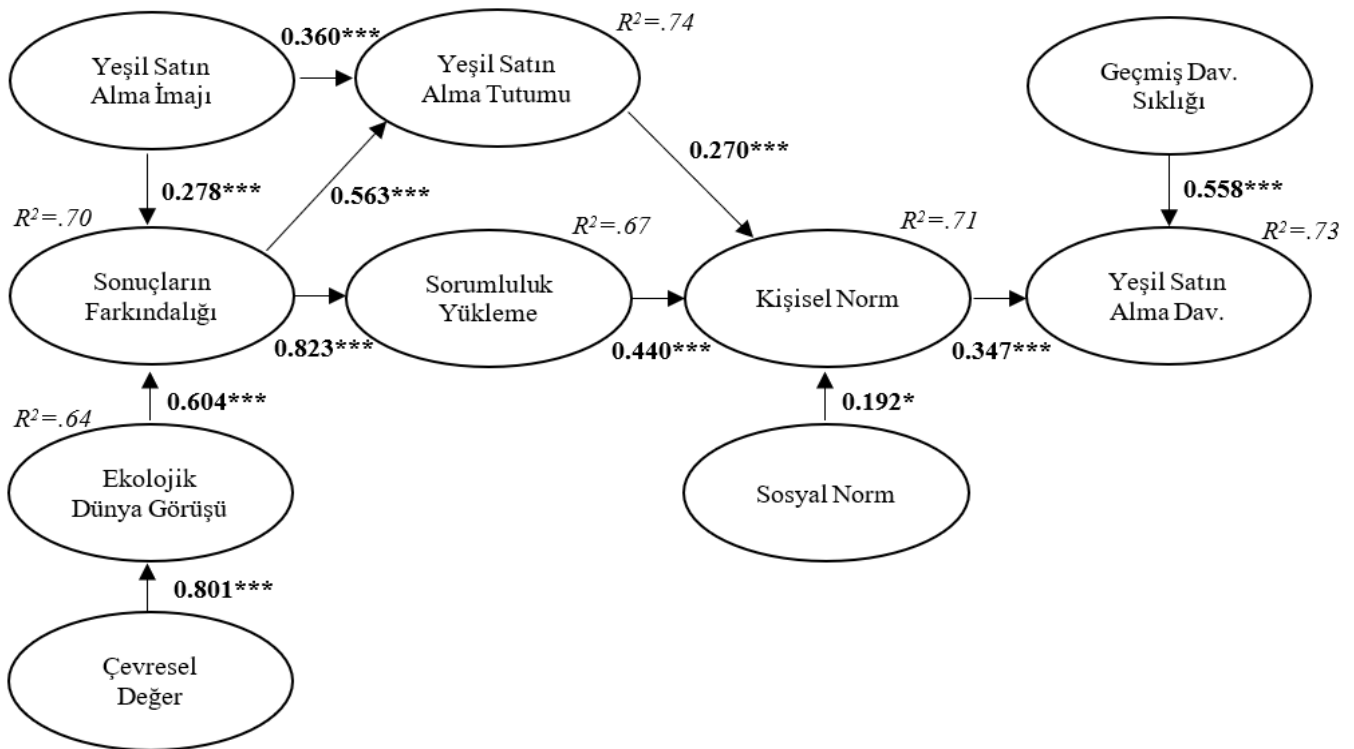 R²=.74
0.360***
Yeşil Satın
Alma İmajı
Yeşil Satın
Alma Tutumu
Geçmiş Dav.
Sıklığı
0.270***
0.278***
0.563***
0.558***
R²=.70
R²=.67
R²=.71
R²=.73
Sonuçların
Farkındalığı
Sorumluluk
Yükleme
Kişisel Norm
Yeşil Satın
Alma Dav.
0.823***
0.440***
0.347***
0.604***
0.192*
R²=.64
Ekolojik
Dünya Görüşü
Sosyal Norm
0.801***
Çevresel
Değer